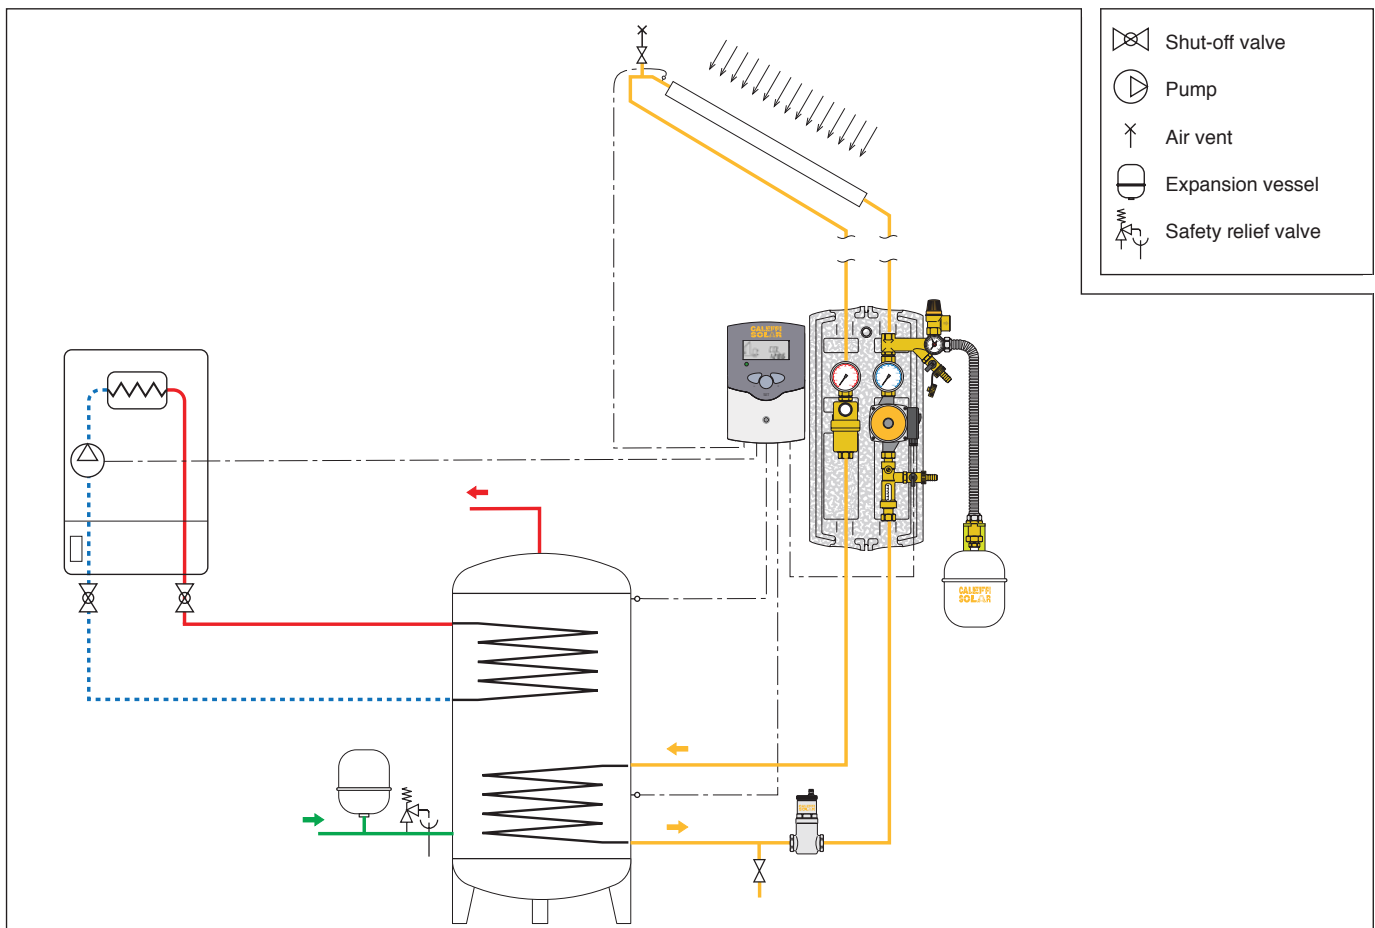 Shut-off valve
Pump
Air vent
Expansion vessel
Safety relief valve
CALEFFI
SOLAR
CALEFFI
SOLAR